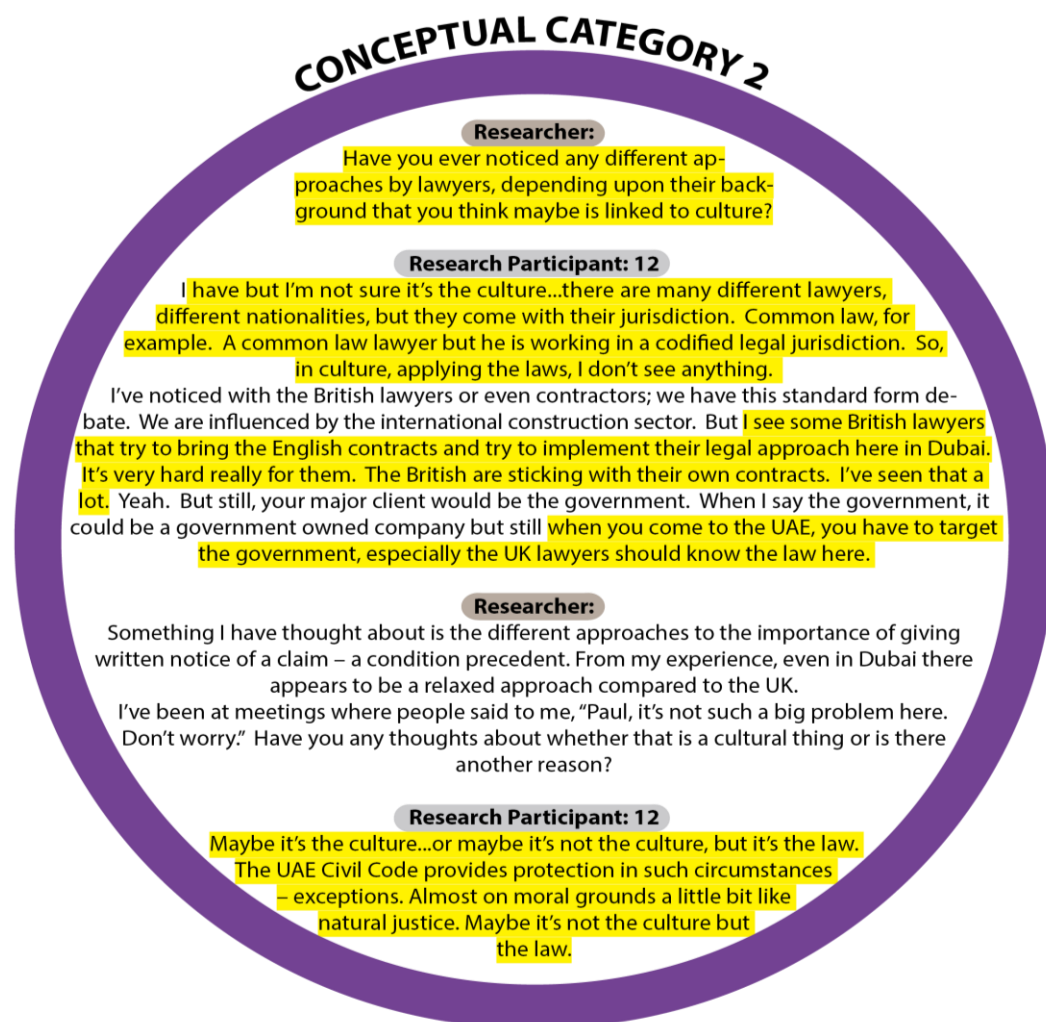 CONCEPTUAL CATEGORY 2
Researcher:
Have you ever noticed any different ap-
proaches by lawyers, depending upon their back-
ground that you think maybe is linked to culture?
Research Participant: 12
I have but I’m not sure it’s the culture...there are many different lawyers,
different nationalities, but they come with their jurisdiction.  Common law, for
example.  A common law lawyer but he is working in a codified legal jurisdiction.  So,
in culture, applying the laws, I don’t see anything.
I’ve noticed with the British lawyers or even contractors; we have this standard form de-
bate. We are influenced by the international construction sector.  But I see some British lawyers
that try to bring the English contracts and try to implement their legal approach here in Dubai.
It’s very hard really for them.  The British are sticking with their own contracts.  I’ve seen that a
lot.  Yeah.  But still, your major client would be the government.  When I say the government, it
could be a government owned company but still when you come to the UAE, you have to target
the government, especially the UK lawyers should know the law here.
Researcher:
Something I have thought about is the different approaches to the importance of giving
written notice of a claim – a condition precedent. From my experience, even in Dubai there
appears to be a relaxed approach compared to the UK.
I’ve been at meetings where people said to me, “Paul, it’s not such a big problem here.
Don’t worry.”  Have you any thoughts about whether that is a cultural thing or is there
another reason?
Research Participant: 12
Maybe it’s the culture...or maybe it’s not the culture, but it’s the law.
The UAE Civil Code provides protection in such circumstances
– exceptions. Almost on moral grounds a little bit like
natural justice. Maybe it’s not the culture but
the law.